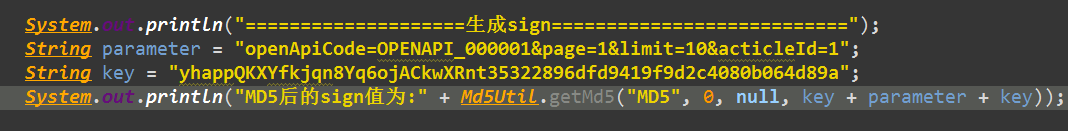 System.out.println("====================生成sign===========================");
String parameter = "openApiCode=OPENAPI_000001&page=1&limit=10&acticleId=1";
String key = "yhappQKXYfkjqn8Yq6ojACkwXRnt35322896dfd9419f9d2c4080b064d89a";
System.out.println("MD5后的sign值为:" + Md5Util.getMd5("MD5", 0, null, key + parameter + key));